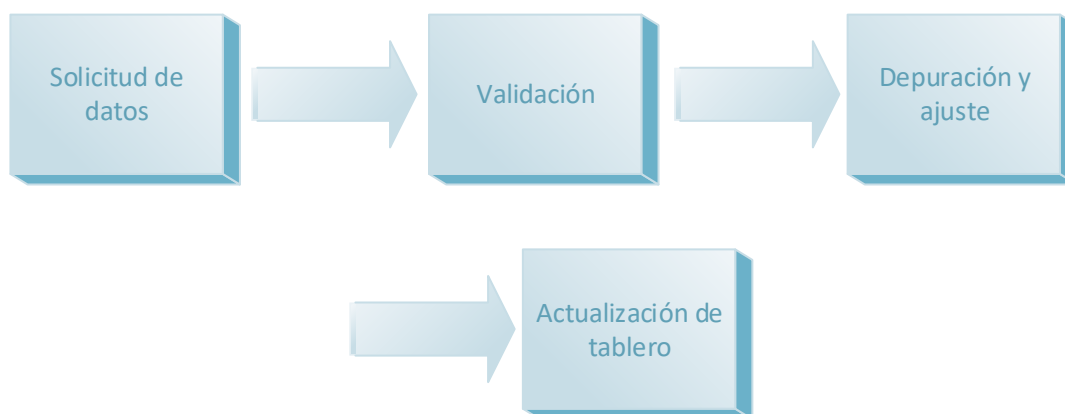 Solicitud de
datos
Validación
Depuración y
ajuste
Actualización de
tablero